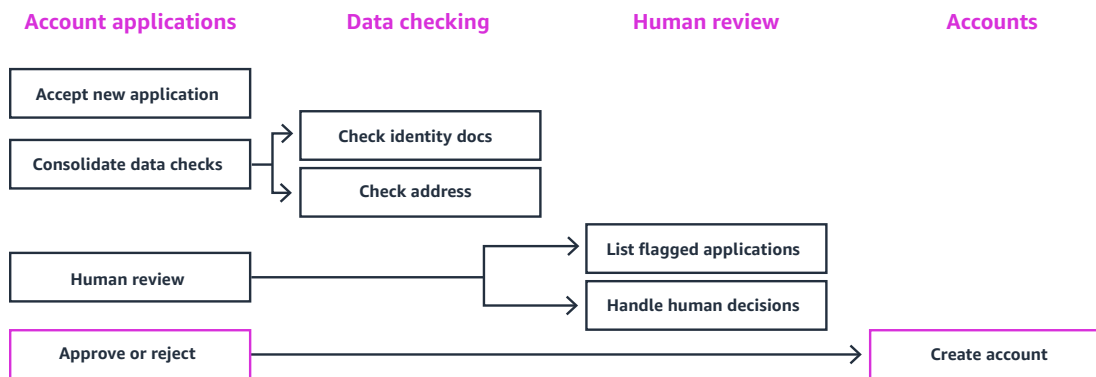 Account applications
Data checking
Human review
Accounts
Accept new application
Check identity docs
Consolidate data checks
Check address
List flagged applications
Human review
Handle human decisions
Approve or reject
Create account